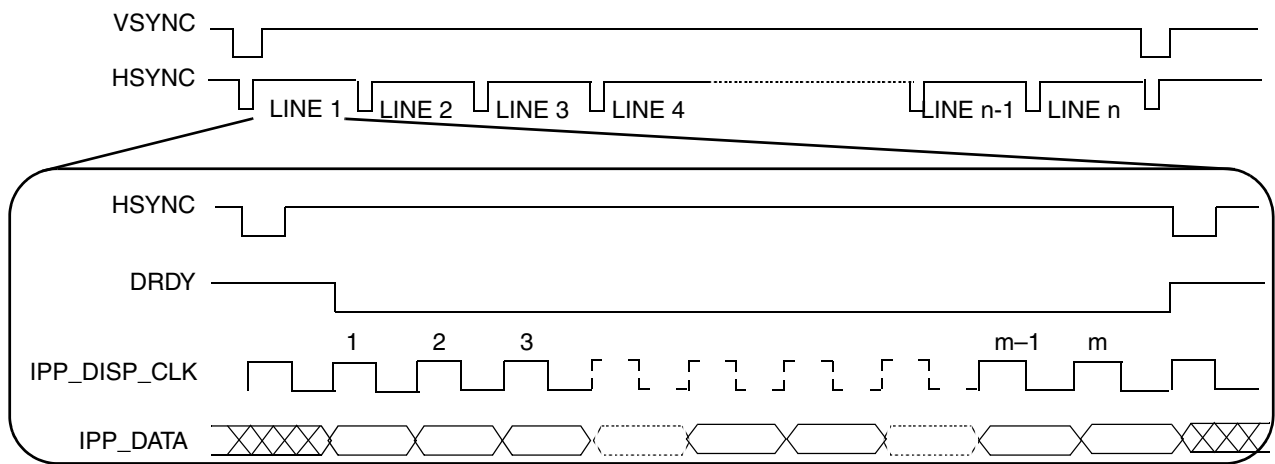 VSYNC
HSYNC
LINE 1 LINE 2 LINE 3 LINE 4 LINE n-1 LINE n
HSYNC
DRDY
1 2 3 m–1 m
IPP_DISP_CLK
IPP_DATA